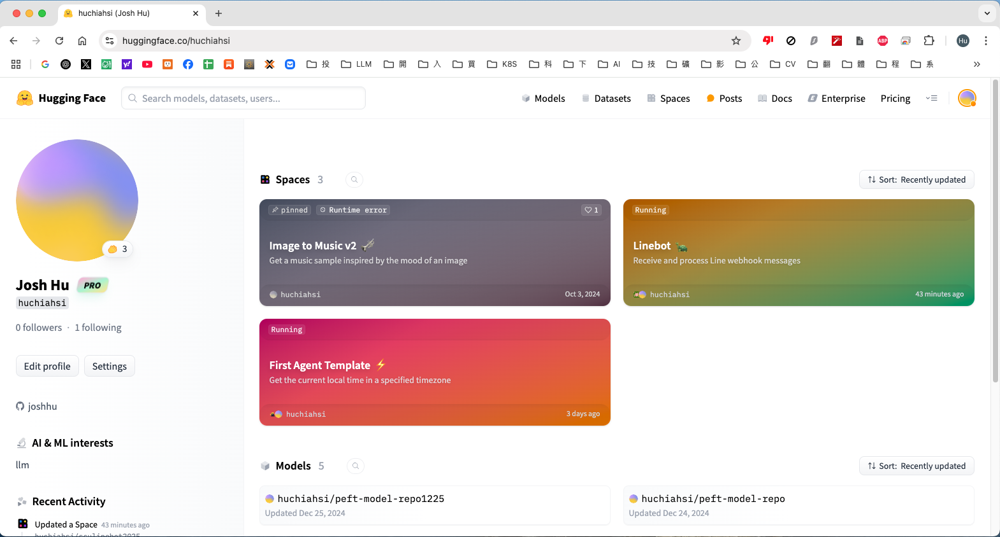 huchiahsi (Josh Hu)
huggingface.co/huchiahsi
Hu
投 LLM 開 入 買 K8S 科 下 AI 技 礦 影 公 CV 翻 體 程 系
Hugging Face
Search models, datasets, users...
Models Datasets Spaces Posts Docs Enterprise Pricing
3
Josh Hu PRO
huchiahsi
0 followers · 1 following
Edit profile Settings
joshhu
AI & ML interests
llm
Recent Activity
Updated a Space 43 minutes ago
huchiahsi/sculinebot2025
Spaces 3
Sort: Recently updated
pinned Runtime error 1
Image to Music v2
Get a music sample inspired by the mood of an image
huchiahsi Oct 3, 2024
Running
Linebot
Receive and process Line webhook messages
huchiahsi 43 minutes ago
Running
First Agent Template
Get the current local time in a specified timezone
huchiahsi 3 days ago
Models 5
Sort: Recently updated
huchiahsi/peft-model-repo1225
Updated Dec 25, 2024
huchiahsi/peft-model-repo
Updated Dec 24, 2024